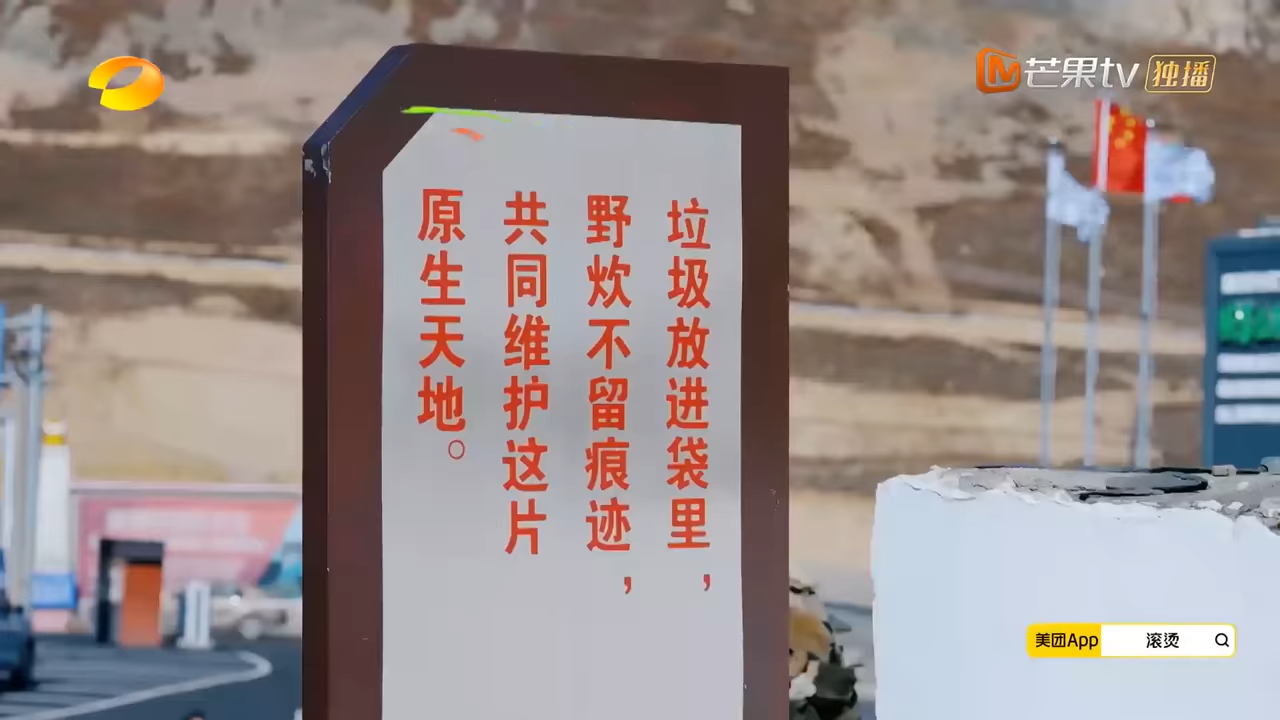 垃圾放进袋里，
野炊不留痕迹，
共同维护这片
原生天地。
芒果tv 独播
美团App 滚烫